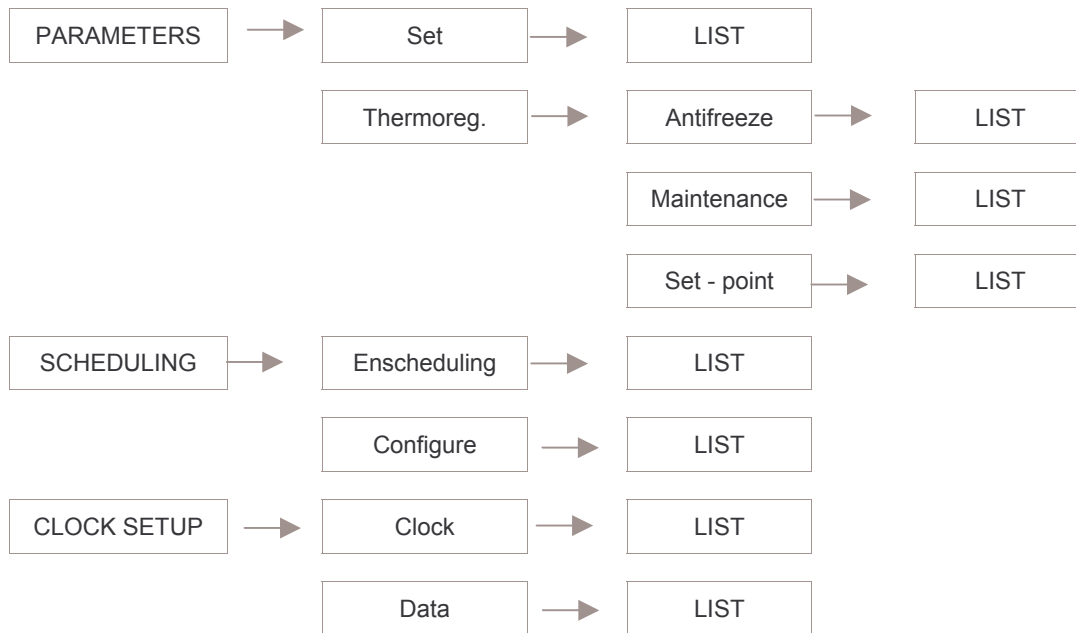 PARAMETERS
Set
LIST
Thermoreg.
Antifreeze
LIST
Maintenance
LIST
Set - point
LIST
SCHEDULING
Enscheduling
LIST
Configure
LIST
CLOCK SETUP
Clock
LIST
Data
LIST